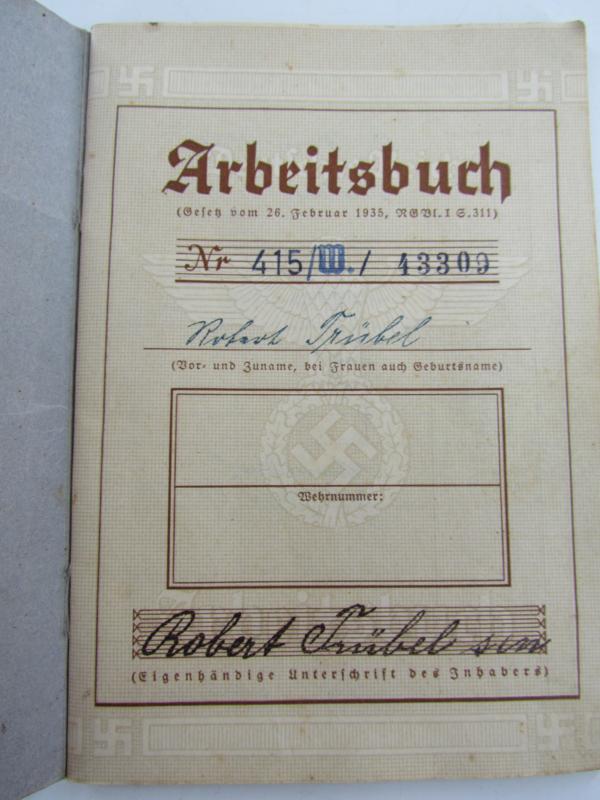 Arbeitsbuch
(Gesetz vom 26. Februar 1935, RGBl. I S. 311)
Nr 415/W./ 43309
Robert Trübel
(Vor- und Zuname, bei Frauen auch Geburtsname)
Wehrnummer:
Robert Trübel sen
(Eigenhändige Unterschrift des Inhabers)